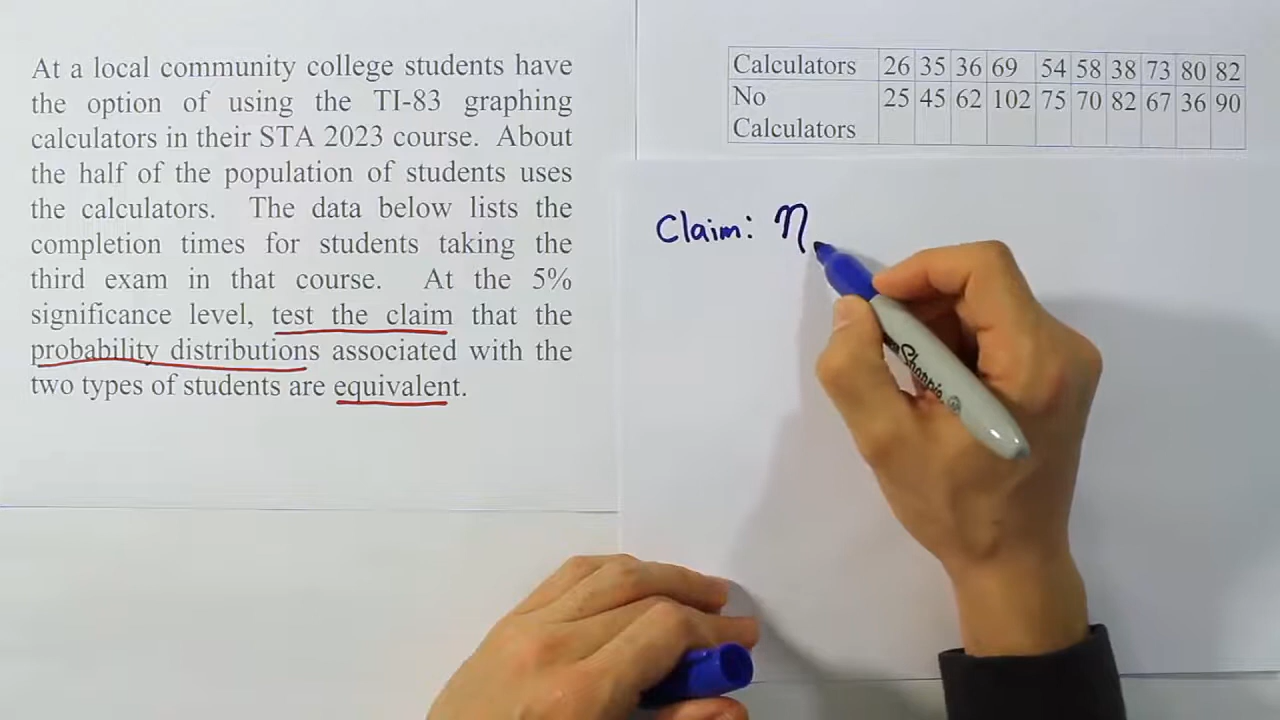 At a local community college students have
the option of using the TI-83 graphing
calculators in their STA 2023 course. About
the half of the population of students uses
the calculators. The data below lists the
completion times for students taking the
third exam in that course. At the 5%
significance level, test the claim that the
probability distributions associated with the
two types of students are equivalent.
Calculators 26 35 36 69 54 58 38 73 80 82
No 25 45 62 102 75 70 82 67 36 90
Calculators
Claim: η
Sharpie